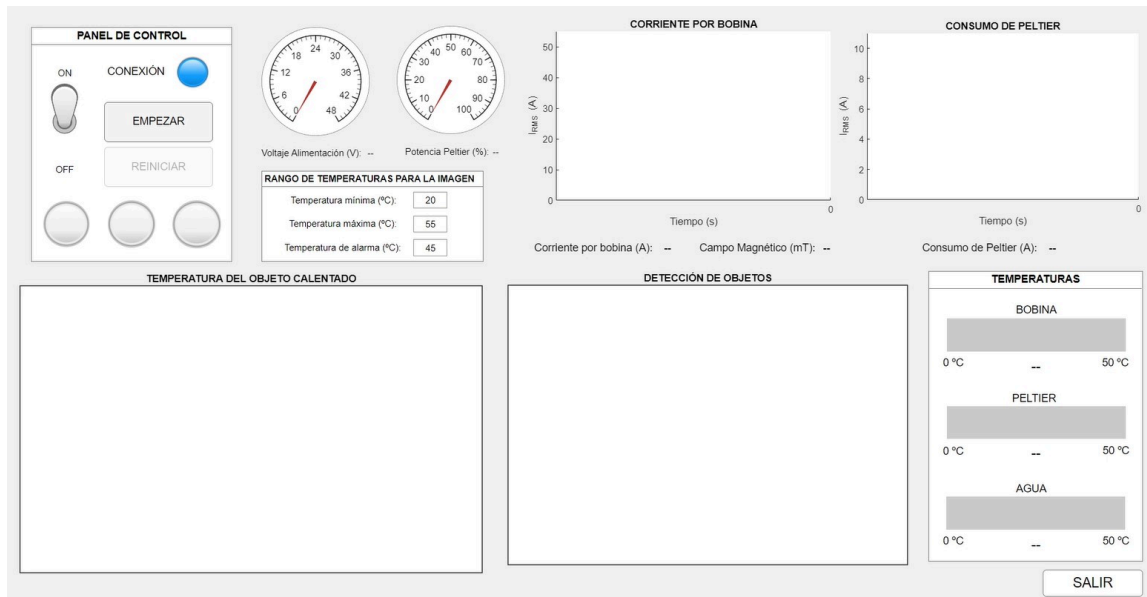 PANEL DE CONTROL
ON
CONEXIÓN
EMPEZAR
OFF
REINICIAR
0 6 12 18 24 30 36 42 48
Voltaje Alimentación (V): --
0 10 20 30 40 50 60 70 80 90 100
Potencia Peltier (%): --
RANGO DE TEMPERATURAS PARA LA IMAGEN
Temperatura mínima (ºC): 20
Temperatura máxima (ºC): 55
Temperatura de alarma (ºC): 45
CORRIENTE POR BOBINA
50
40
30
20
10
0
0
I RMS (A)
Tiempo (s)
Corriente por bobina (A): -- Campo Magnético (mT): --
CONSUMO DE PELTIER
10
8
6
4
2
0
0
I RMS (A)
Tiempo (s)
Consumo de Peltier (A): --
TEMPERATURA DEL OBJETO CALENTADO
DETECCIÓN DE OBJETOS
TEMPERATURAS
BOBINA
0 ºC -- 50 ºC
PELTIER
0 ºC -- 50 ºC
AGUA
0 ºC -- 50 ºC
SALIR